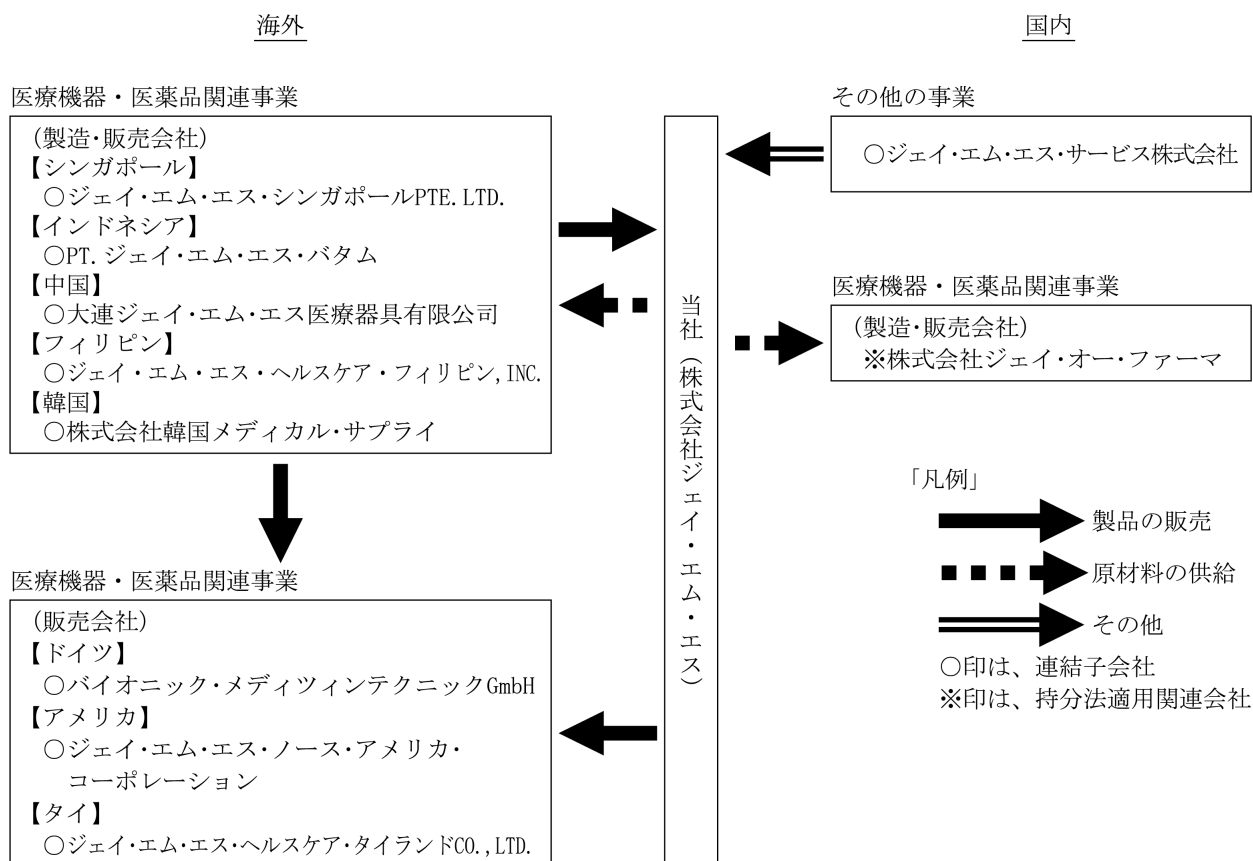 海外
医療機器・医薬品関連事業
(製造・販売会社)
【シンガポール】
○ジェイ・エム・エス・シンガポールPTE.LTD.
【インドネシア】
○PT.ジェイ・エム・エス・バタム
【中国】
○大連ジェイ・エム・エス医療器具有限公司
【フィリピン】
○ジェイ・エム・エス・ヘルスケア・フィリピン,INC.
【韓国】
○株式会社韓国メディカル・サプライ
医療機器・医薬品関連事業
(販売会社)
【ドイツ】
○バイオニック・メディツィンテクニックGmbH
【アメリカ】
○ジェイ・エム・エス・ノース・アメリカ・
コーポレーション
【タイ】
○ジェイ・エム・エス・ヘルスケア・タイランドCO.,LTD.
当社(株式会社ジェイ・エム・エス)
国内
その他の事業
○ジェイ・エム・エス・サービス株式会社
医療機器・医薬品関連事業
(製造・販売会社)
※株式会社ジェイ・オー・ファーマ
「凡例」
製品の販売
原材料の供給
その他
○印は、連結子会社
※印は、持分法適用関連会社